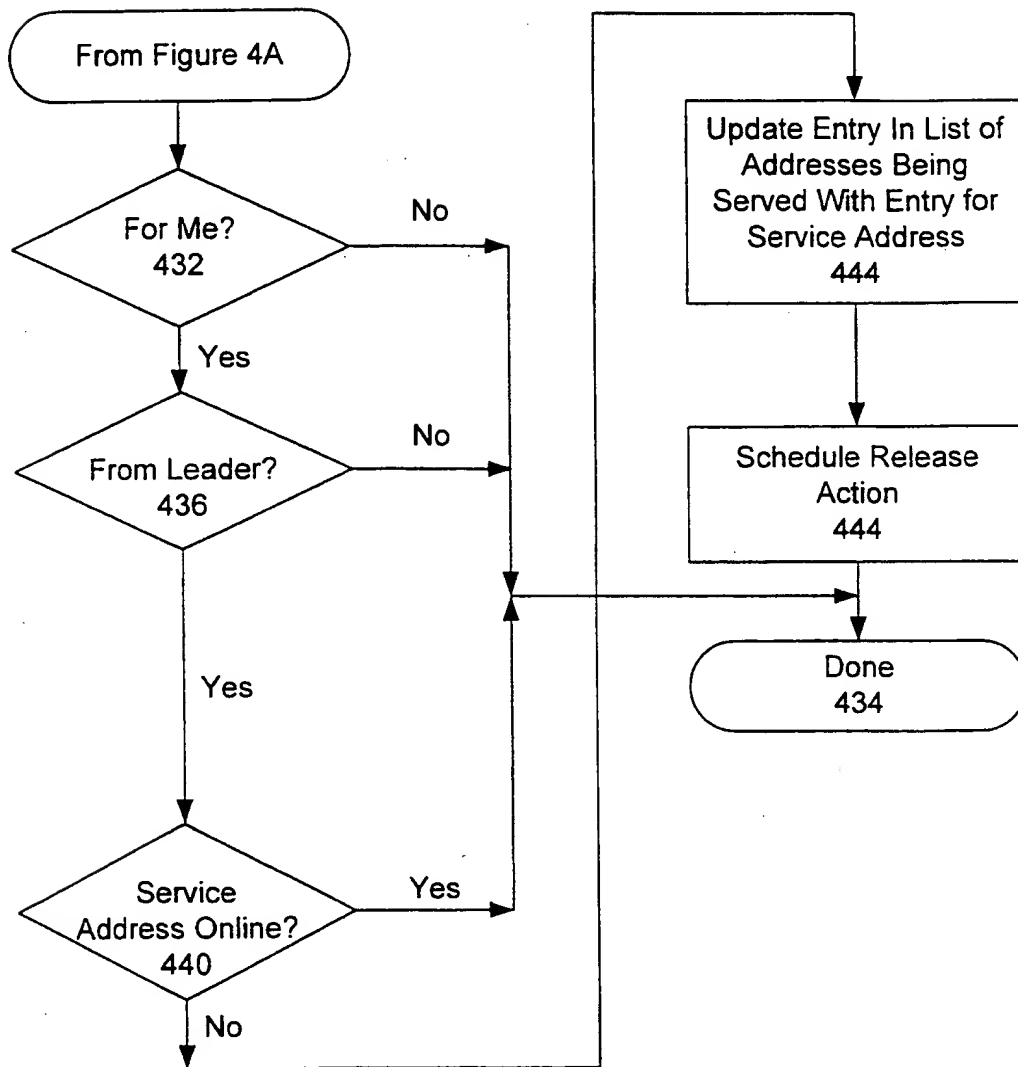 From Figure 4A
For Me?
432
No
Yes
From Leader?
436
No
Yes
Service
Address Online?
440
Yes
No
Update Entry In List of
Addresses Being
Served With Entry for
Service Address
444
Schedule Release
Action
444
Done
434